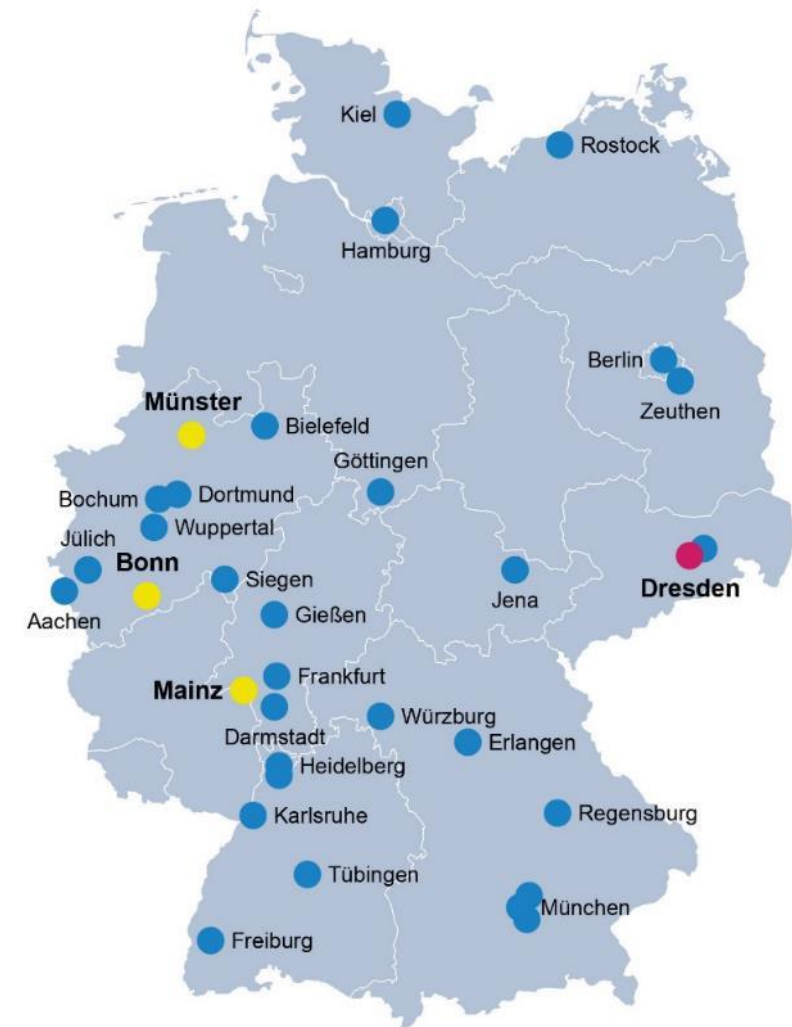 Kiel
Rostock
Hamburg
Berlin
Zeuthen
Münster
Bielefeld
Göttingen
Bochum
Dortmund
Wuppertal
Jülich
Bonn
Siegen
Aachen
Gießen
Jena
Dresden
Mainz
Frankfurt
Darmstadt
Würzburg
Erlangen
Heidelberg
Karlsruhe
Regensburg
Tübingen
München
Freiburg